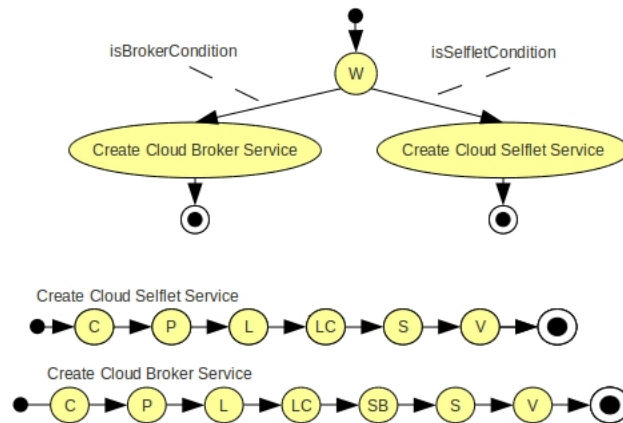 isBrokerCondition
isSelfletCondition
W
Create Cloud Broker Service
Create Cloud Selflet Service
Create Cloud Selflet Service
C P L LC S V
Create Cloud Broker Service
C P L LC SB S V